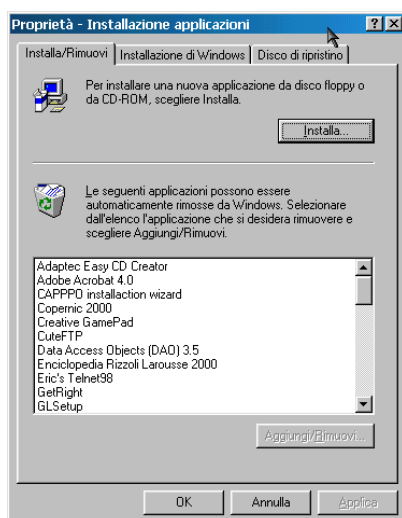 Proprietà - Installazione applicazioni
Installa/Rimuovi
Installazione di Windows
Disco di ripristino
Per installare una nuova applicazione da disco floppy o
da CD-ROM, scegliere Installa.
Installa...
Le seguenti applicazioni possono essere
automaticamente rimosse da Windows. Selezionare
dall'elenco l'applicazione che si desidera rimuovere e
scegliere Aggiungi/Rimuovi.
Adaptec Easy CD Creator
Adobe Acrobat 4.0
CAPPPO installaction wizard
Copernic 2000
Creative GamePad
CuteFTP
Data Access Objects (DAO) 3.5
Enciclopedia Rizzoli Larousse 2000
Eric's Telnet98
GetRight
GLSetup
Aggiungi/Rimuovi...
OK
Annulla
Applica